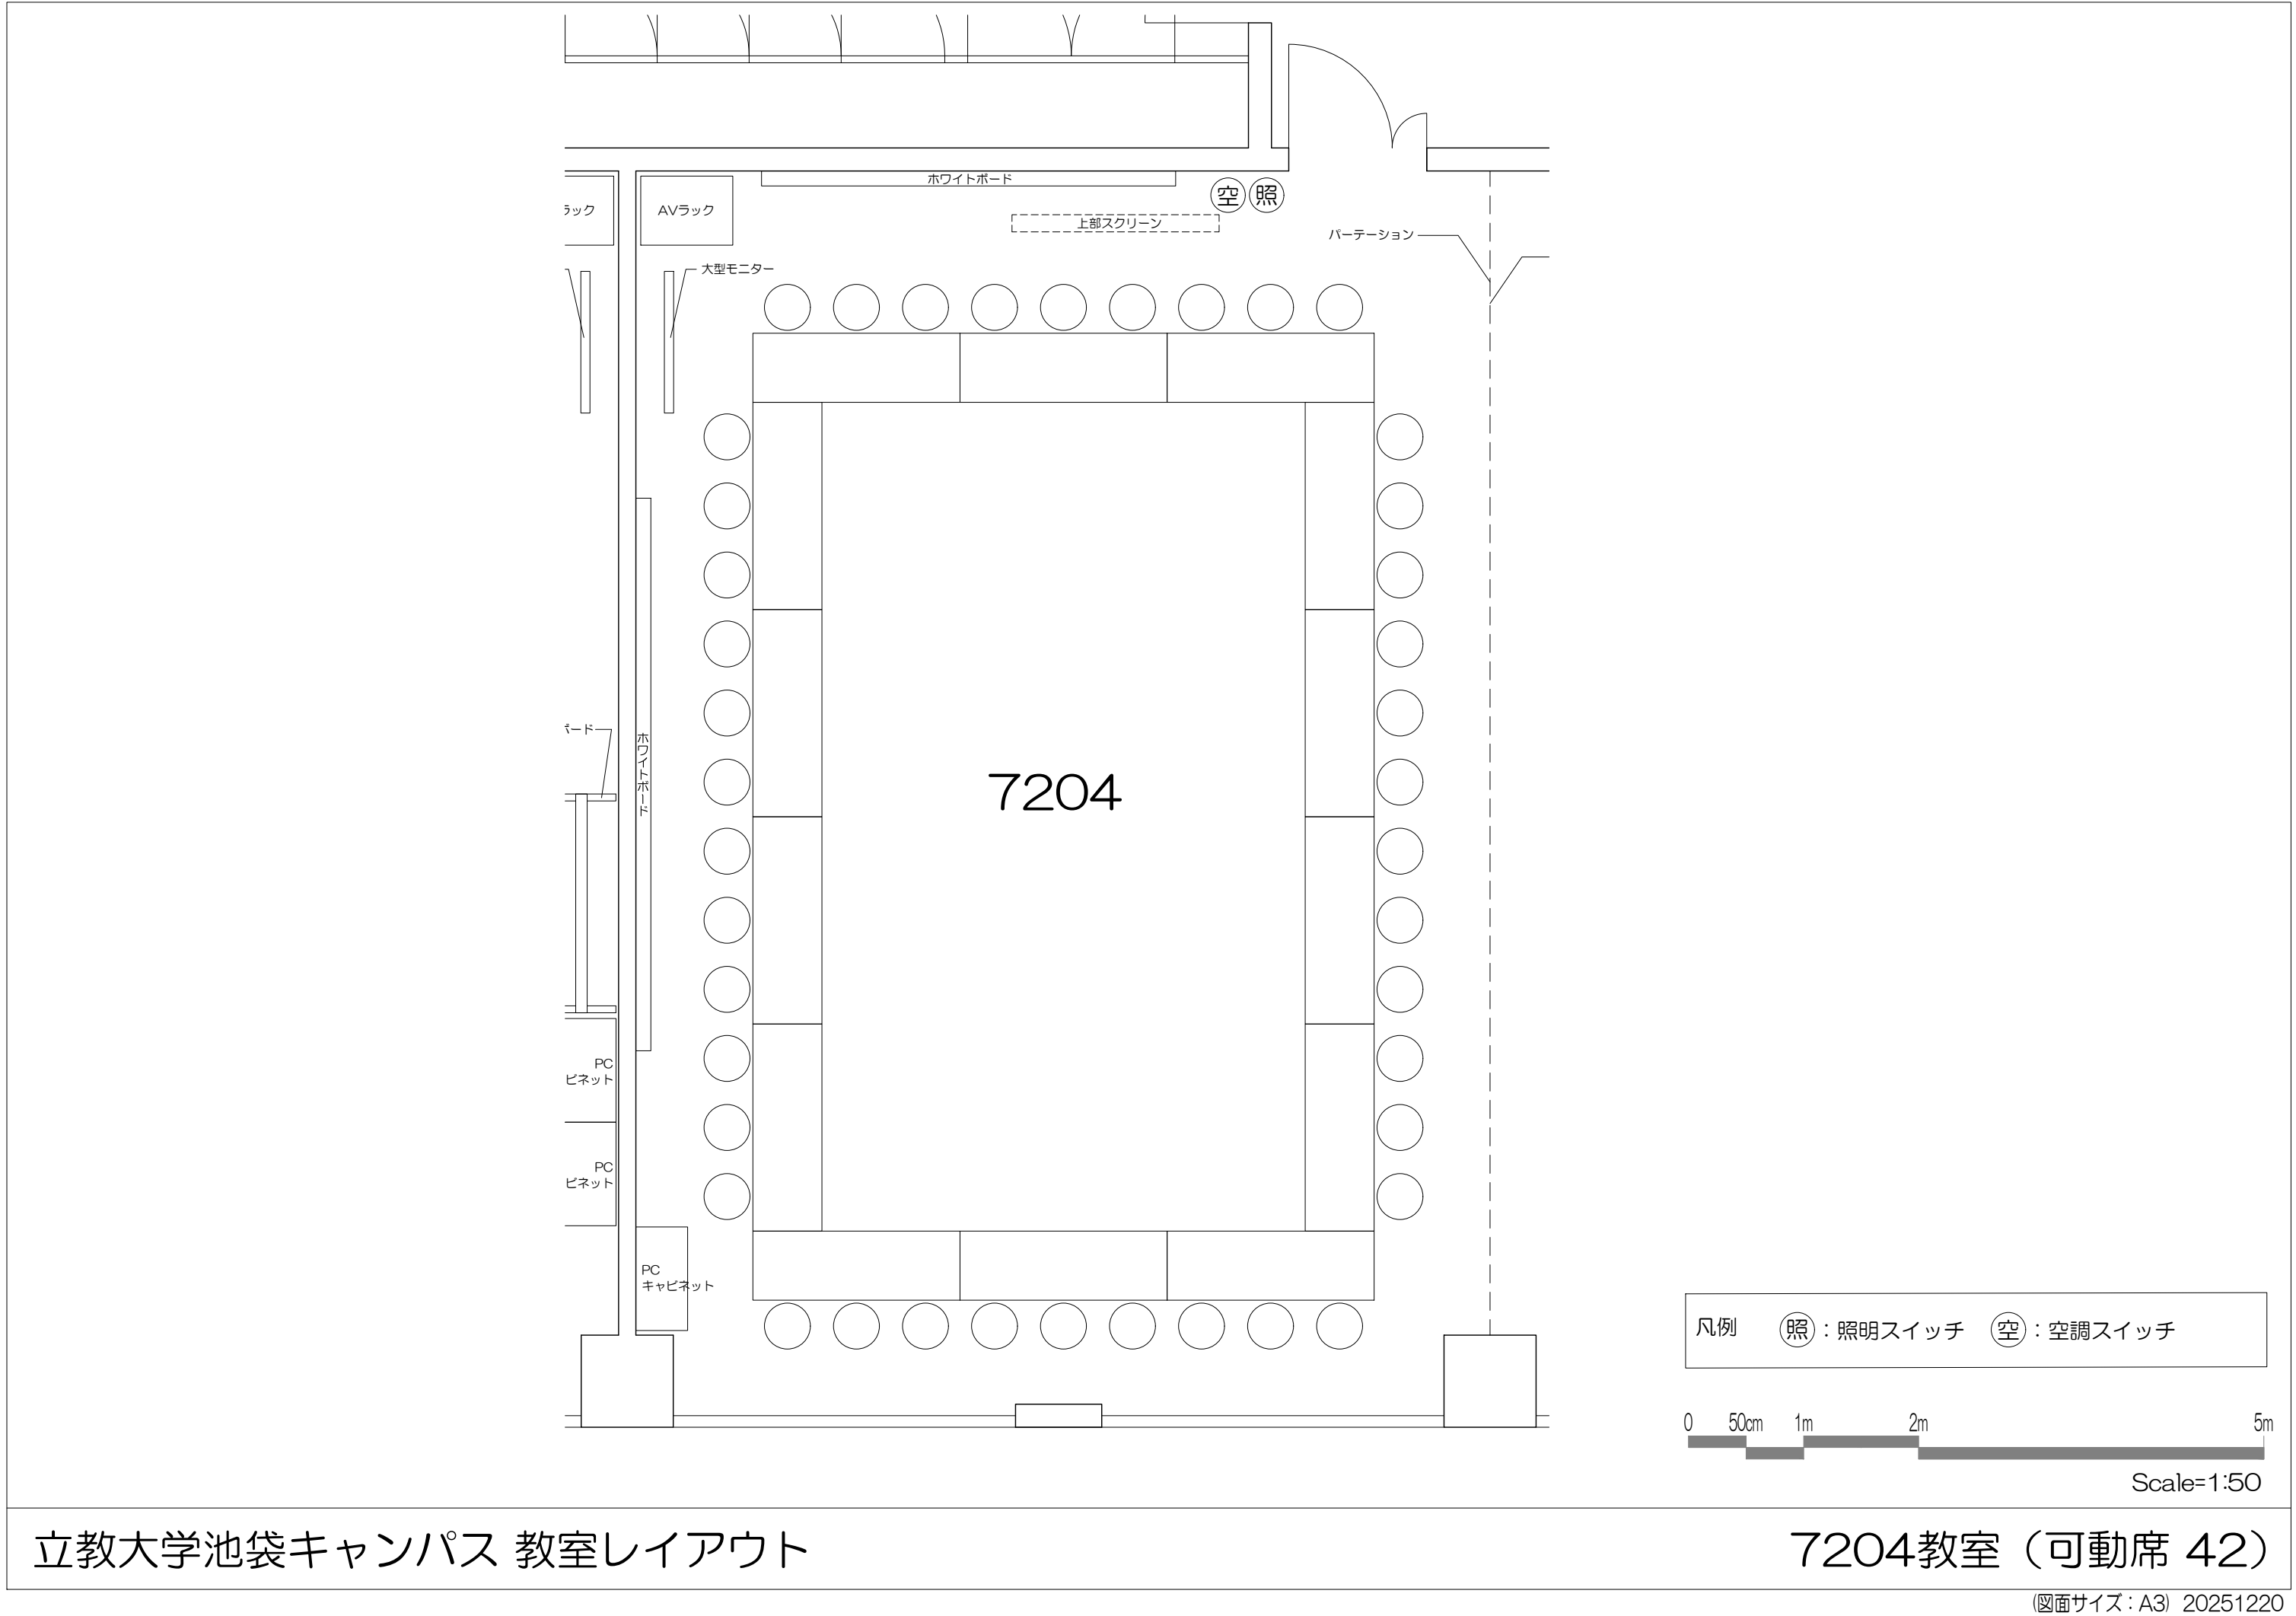 ホワイトボード
空 照
ラック
AVラック
上部スクリーン
パーテーション
大型モニター
ボード
ホワイトボード
7204
PC
ビネット
PC
ビネット
PC
キャビネット
凡例 照：照明スイッチ 空：空調スイッチ
0 50cm 1m 2m 5m
Scale=1:50
立教大学池袋キャンパス 教室レイアウト
7204教室（可動席 42）
(図面サイズ：A3) 20251220